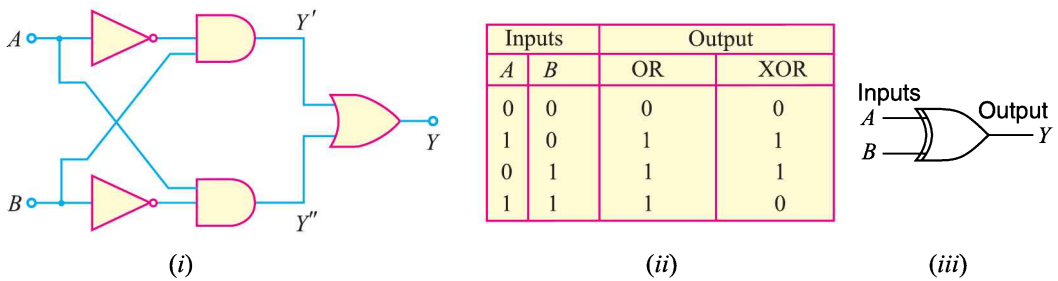 A
Y'
Y
B
Y"
(i)
Inputs Output
A B OR XOR
0 0 0 0
1 0 1 1
0 1 1 1
1 1 1 0
(ii)
Inputs
A
Output
Y
B
(iii)